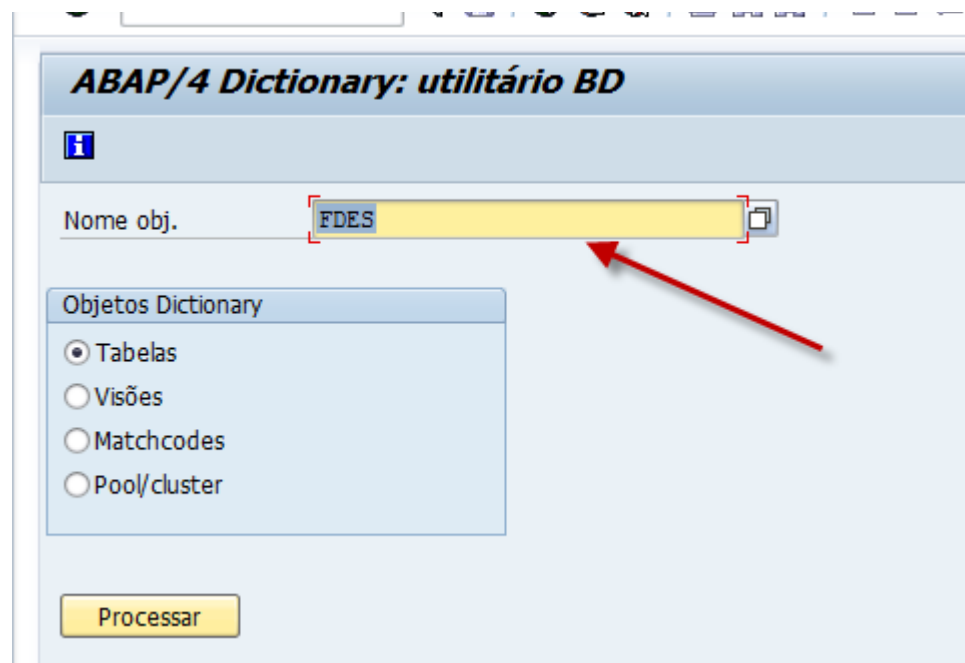 ABAP/4 Dictionary: utilitário BD
Nome obj.
FDES
Objetos Dictionary
Tabelas
Visões
Matchcodes
Pool/cluster
Processar